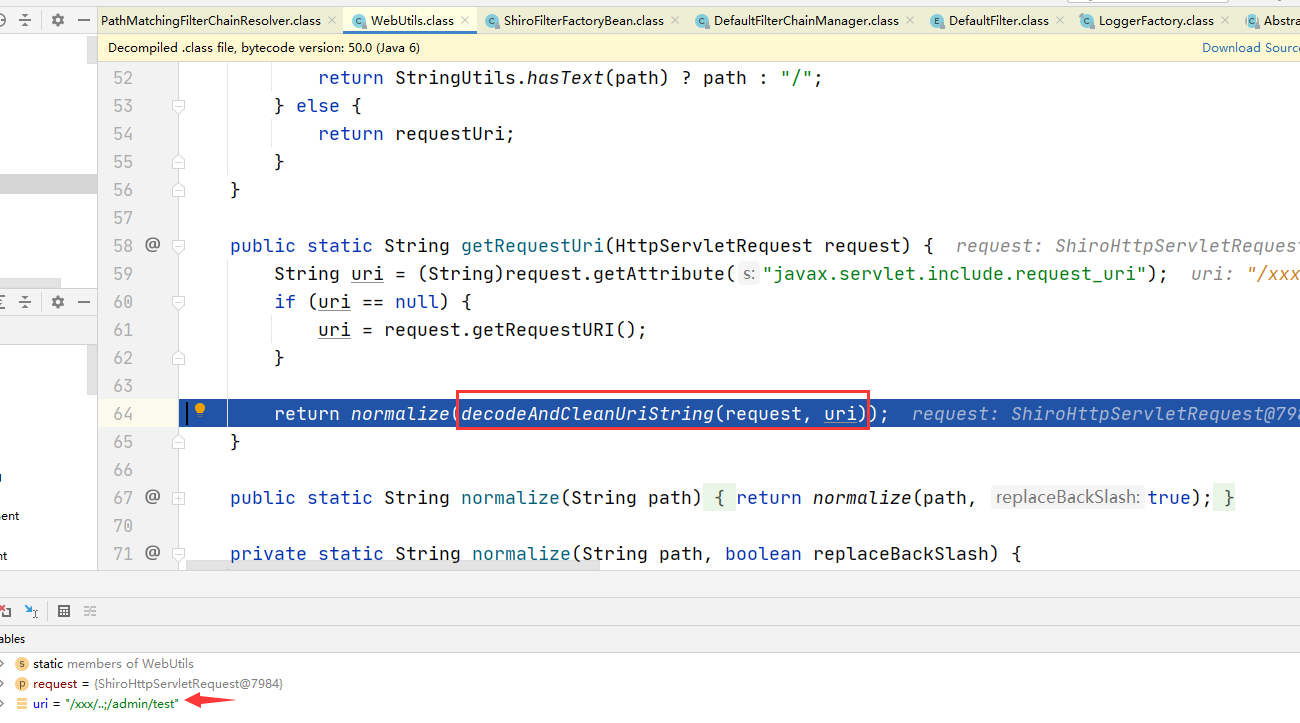 PathMatchingFilterChainResolver.class WebUtils.class ShiroFilterFactoryBean.class DefaultFilterChainManager.class DefaultFilter.class LoggerFactory.class Abstra
Decompiled .class file, bytecode version: 50.0 (Java 6) Download Source
52 return StringUtils.hasText(path) ? path : "/";
53 } else {
54 return requestUri;
55 }
56 }
57
58 @ public static String getRequestUri(HttpServletRequest request) { request: ShiroHttpServletReques
59 String uri = (String)request.getAttribute( s: "javax.servlet.include.request_uri"); uri: "/xxx
60 if (uri == null) {
61 uri = request.getRequestURI();
62 }
63
64 return normalize(decodeAndCleanUriString(request, uri)); request: ShiroHttpServletRequest@798
65 }
66
67 @ public static String normalize(String path) { return normalize(path, replaceBackSlash: true); }
70
71 @ private static String normalize(String path, boolean replaceBackSlash) {
ment
nt
ables
s static members of WebUtils
p request = {ShiroHttpServletRequest@7984}
uri = "/xxx/..;/admin/test"